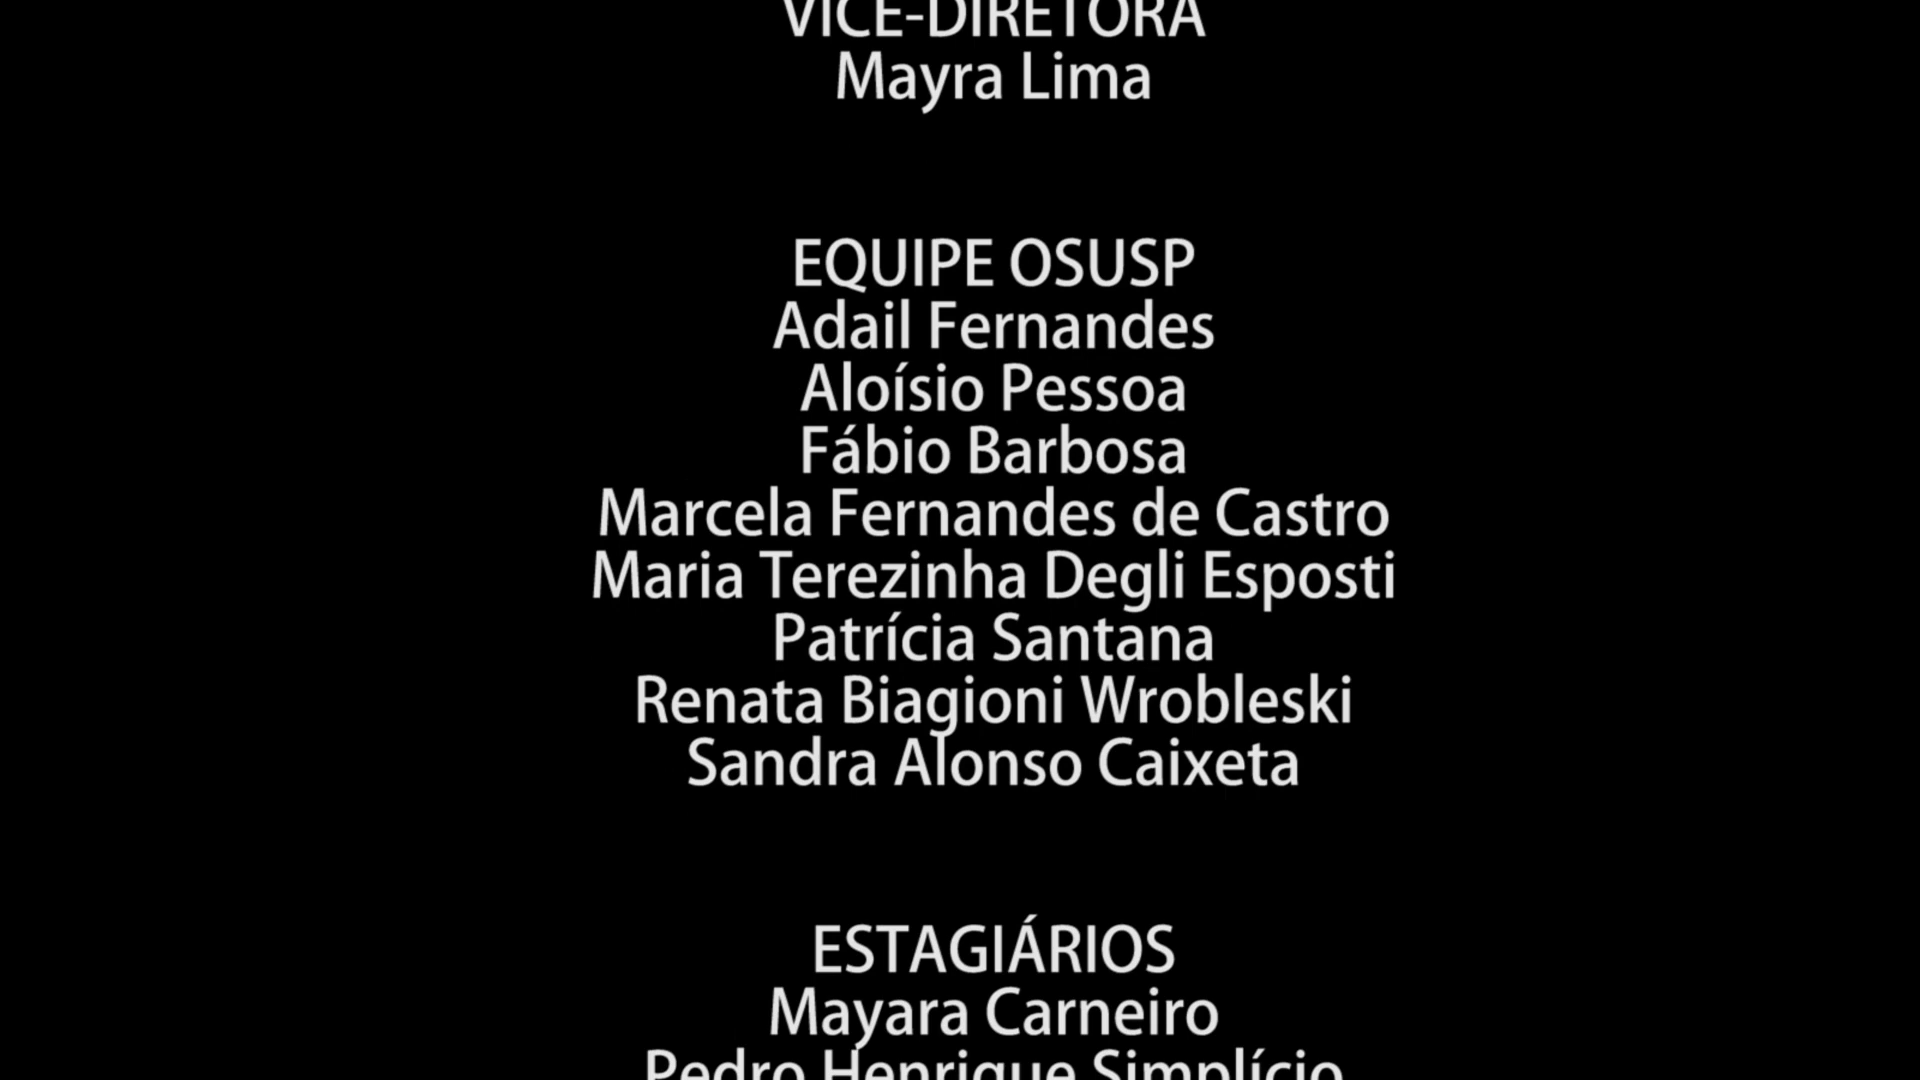 VICE-DIRETORA
Mayra Lima
EQUIPE OSUSP
Adail Fernandes
Aloísio Pessoa
Fábio Barbosa
Marcela Fernandes de Castro
Maria Terezinha Degli Esposti
Patrícia Santana
Renata Biagioni Wrobleski
Sandra Alonso Caixeta
ESTAGIÁRIOS
Mayara Carneiro
Pedro Henrique Simplício